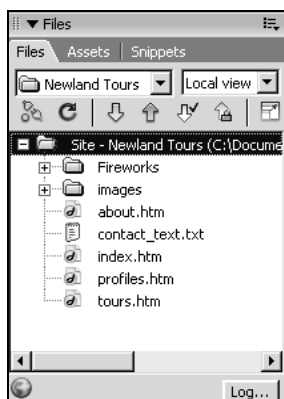 Files
Files Assets Snippets
Newland Tours Local view
Site - Newland Tours (C:\Docume
Fireworks
images
about.htm
contact_text.txt
index.htm
profiles.htm
tours.htm
Log...